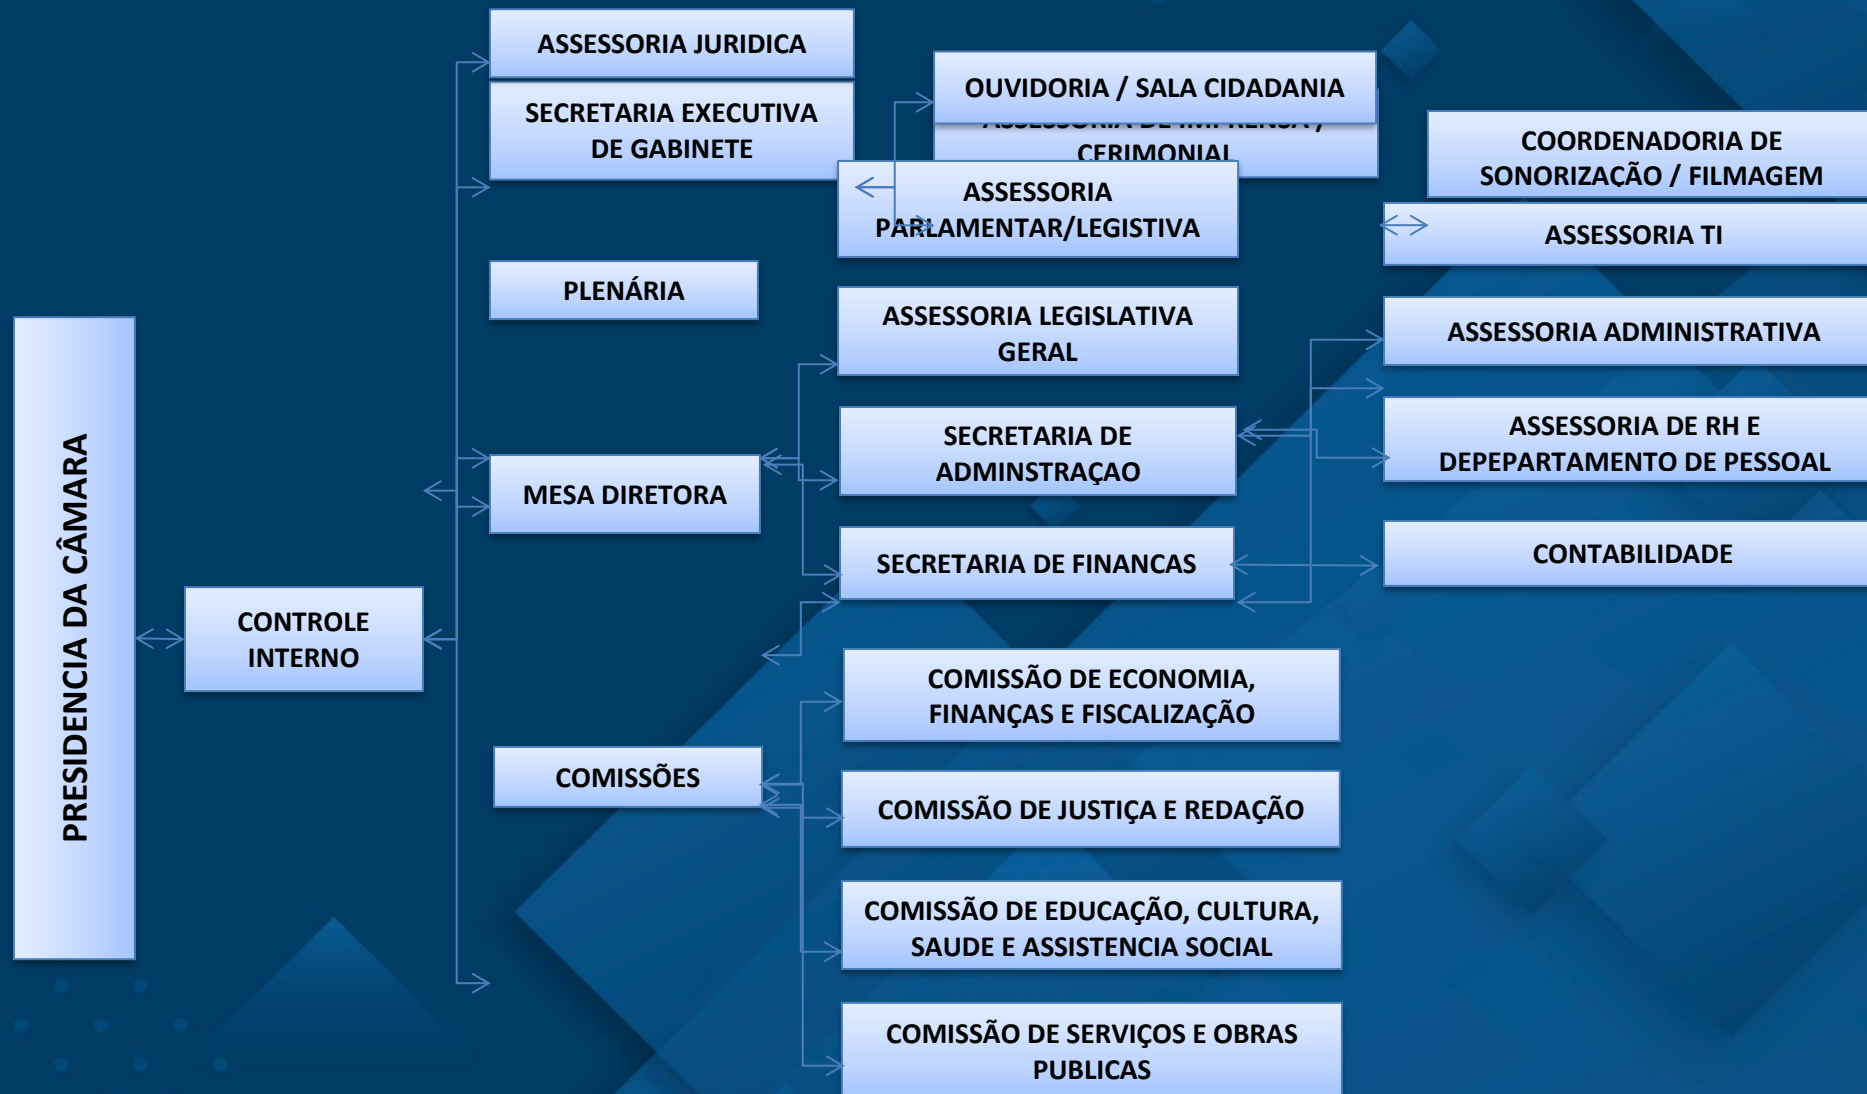 ASSESSORIA JURIDICA
SECRETARIA EXECUTIVA
DE GABINETE
OUVIDORIA / SALA CIDADANIA
ASSESSORIA DE IMPRENSA /
CERIMONIAL
COORDENADORIA DE
SONORIZAÇÃO / FILMAGEM
ASSESSORIA
PARLAMENTAR/LEGISTIVA
ASSESSORIA TI
PLENÁRIA
ASSESSORIA LEGISLATIVA
GERAL
ASSESSORIA ADMINISTRATIVA
PRESIDENCIA DA CÂMARA
CONTROLE
INTERNO
MESA DIRETORA
SECRETARIA DE
ADMINSTRAÇAO
ASSESSORIA DE RH E
DEPEPARTAMENTO DE PESSOAL
SECRETARIA DE FINANCAS
CONTABILIDADE
COMISSÕES
COMISSÃO DE ECONOMIA,
FINANÇAS E FISCALIZAÇÃO
COMISSÃO DE JUSTIÇA E REDAÇÃO
COMISSÃO DE EDUCAÇÃO, CULTURA,
SAUDE E ASSISTENCIA SOCIAL
COMISSÃO DE SERVIÇOS E OBRAS
PUBLICAS